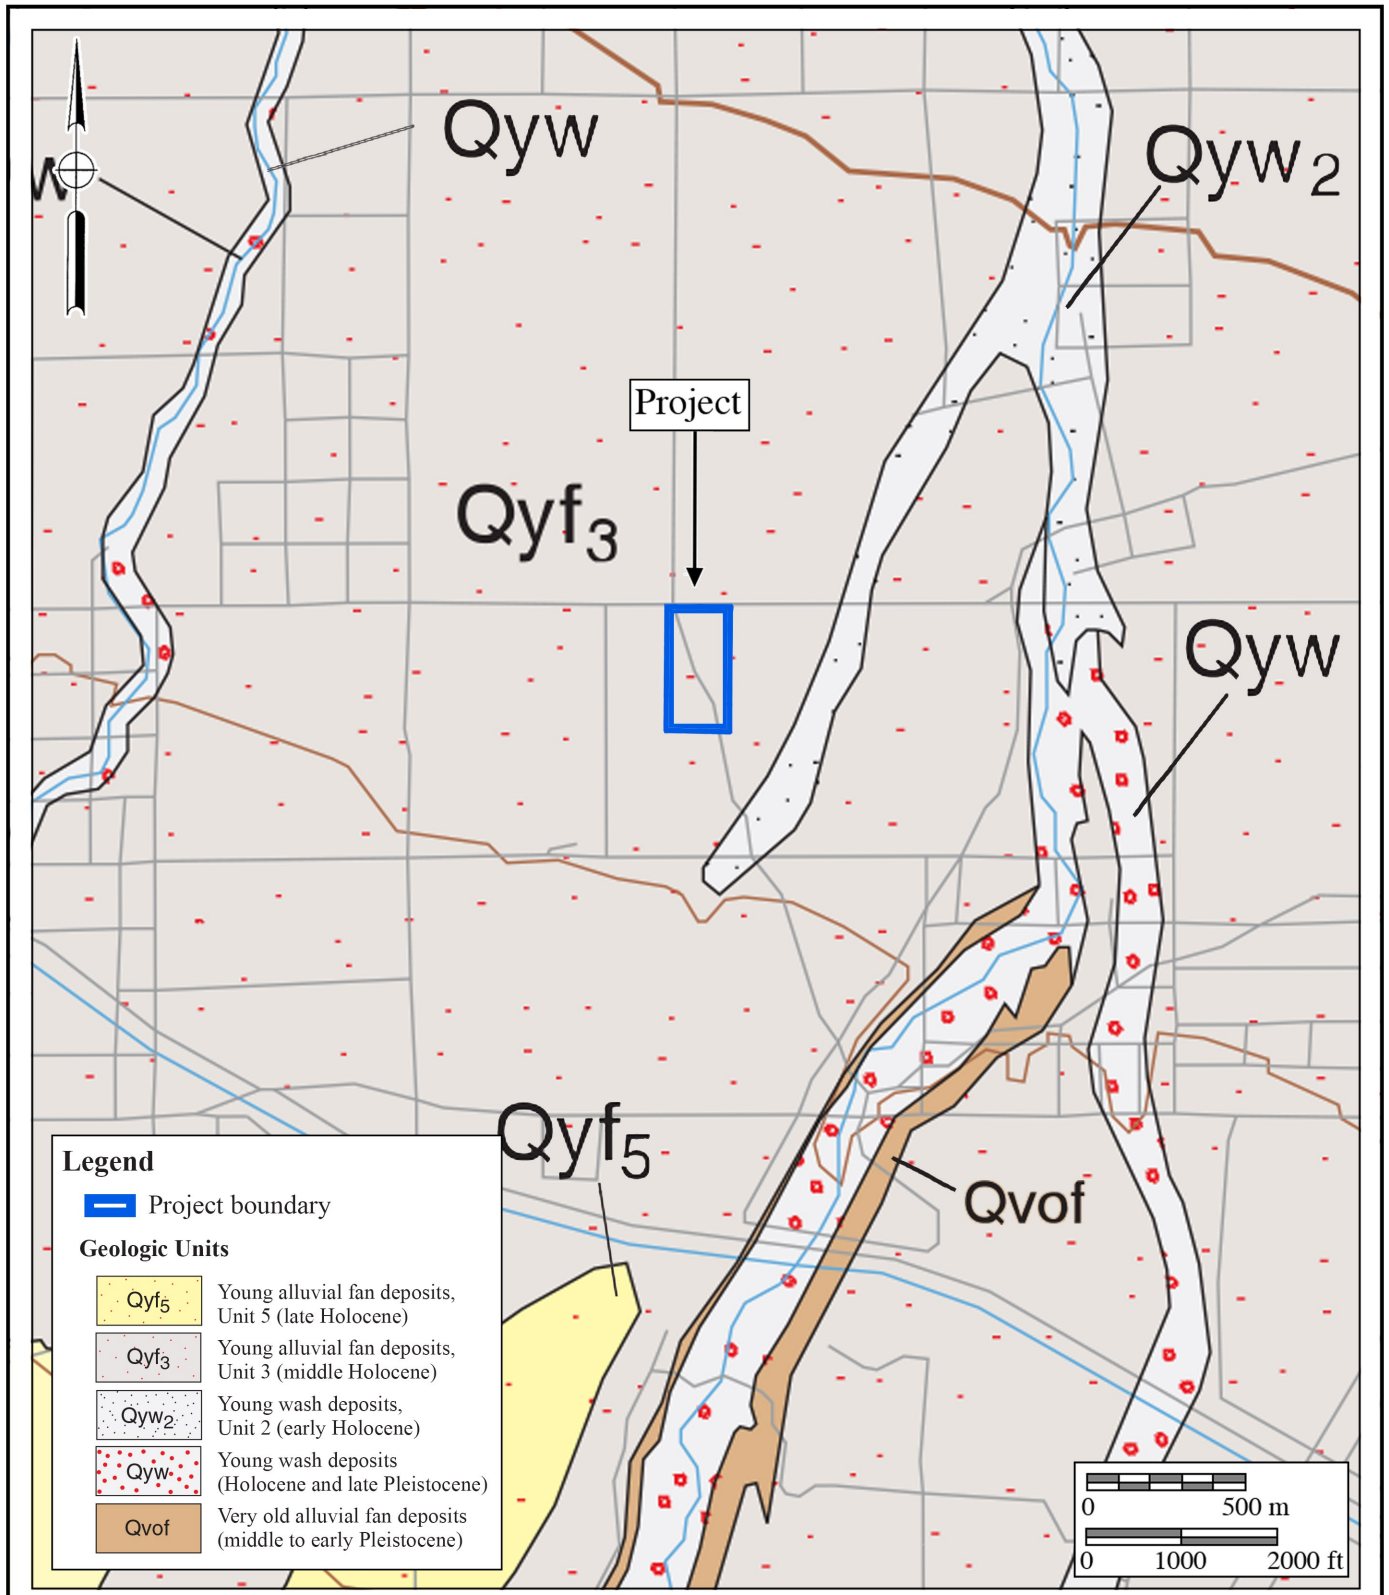 Qyw
w
Qyw2
Project
Qyf3
Qyw
Qyf5
Qvof
Legend
Project boundary
Geologic Units
Qyf5
Young alluvial fan deposits,
Unit 5 (late Holocene)
Qyf3
Young alluvial fan deposits,
Unit 3 (middle Holocene)
Qyw2
Young wash deposits,
Unit 2 (early Holocene)
Qyw
Young wash deposits
(Holocene and late Pleistocene)
Qvof
Very old alluvial fan deposits
(middle to early Pleistocene)
0 500 m
0 1000 2000 ft